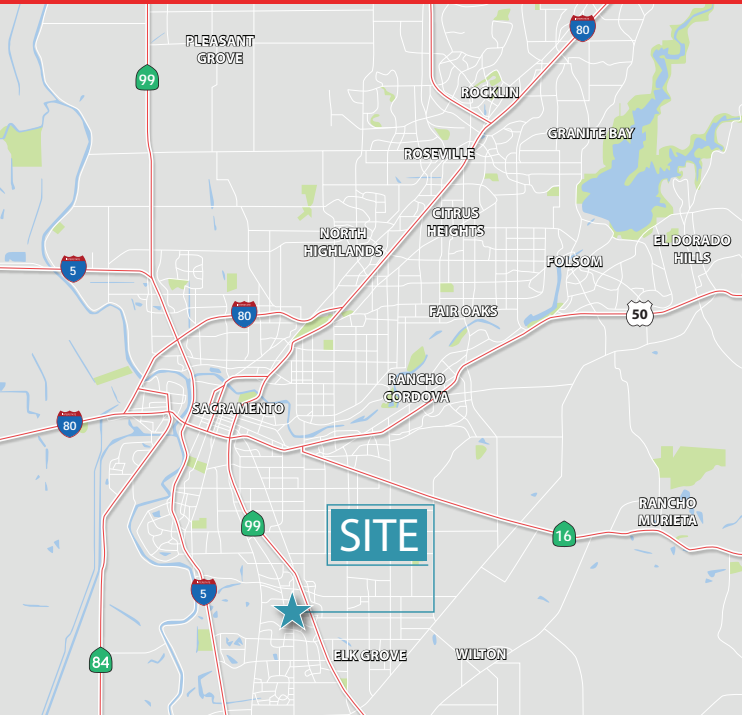 80
PLEASANT
GROVE
99
ROCKLIN
GRANITE BAY
ROSEVILLE
CITRUS
HEIGHTS
NORTH
HIGHLANDS
EL DORADO
HILLS
FOLSOM
5
80
FAIR OAKS
50
RANCHO
CORDOVA
SACRAMENTO
80
RANCHO
MURIETA
99
SITE
16
5
ELK GROVE
WILTON
84